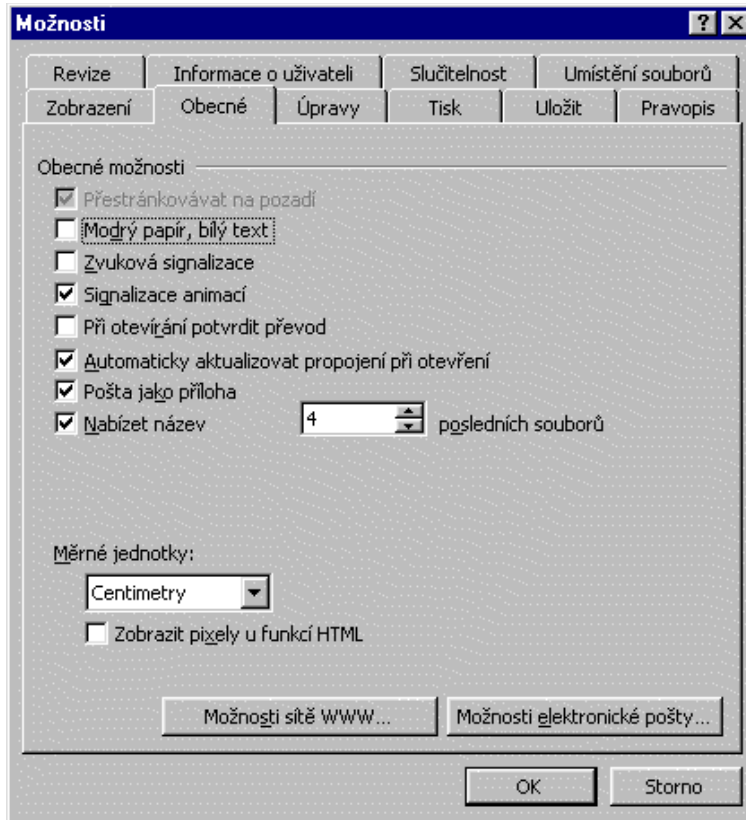 Možnosti
Revize Informace o uživateli Slučitelnost Umístění souborů
Zobrazení Obecné Úpravy Tisk Uložit Pravopis
Obecné možnosti
Přestránkovávat na pozadí
Modrý papír, bílý text
Zvuková signalizace
Signalizace animací
Při otevírání potvrdit převod
Automaticky aktualizovat propojení při otevření
Pošta jako příloha
Nabízet název 4 posledních souborů
Měrné jednotky:
Centimetry
Zobrazit pixely u funkcí HTML
Možnosti sítě WWW... Možnosti elektronické pošty...
OK Storno